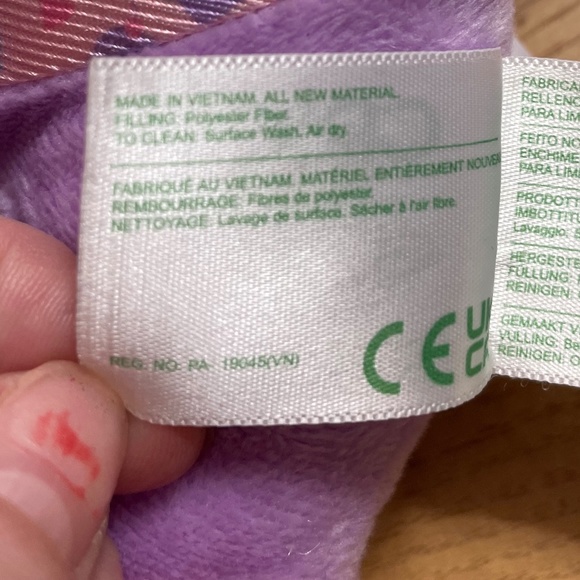 MADE IN VIETNAM. ALL NEW MATERIAL.
FILLING: Polyester Fiber.
TO CLEAN: Surface Wash, Air dry.
FABRIQUÉ AU VIETNAM. MATÉRIEL ENTIÈREMENT NOUVEA
REMBOURRAGE: Fibres de polyester.
NETTOYAGE: Lavage de surface. Sécher à l'air libre.
REG. NO. PA- 19045(VN)
CE
UK
CA
FABRICA
RELLENO
PARA LIM
FEITO NO
ENCHIME
PARA LIM
PRODOTT
IMBOTTIT
Lavaggio. S
HERGESTE
FÜLLUNG
REINIGEN:
GEMAAKT V
VULLING: Be
REINIGEN: O